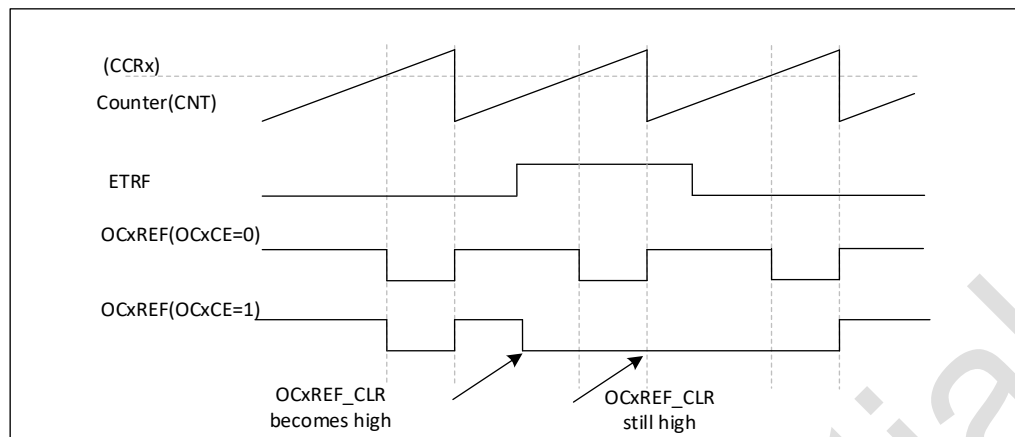 (CCRx)
Counter(CNT)
ETRF
OCxREF(OCxCE=0)
OCxREF(OCxCE=1)
OCxREF_CLR
becomes high
OCxREF_CLR
still high